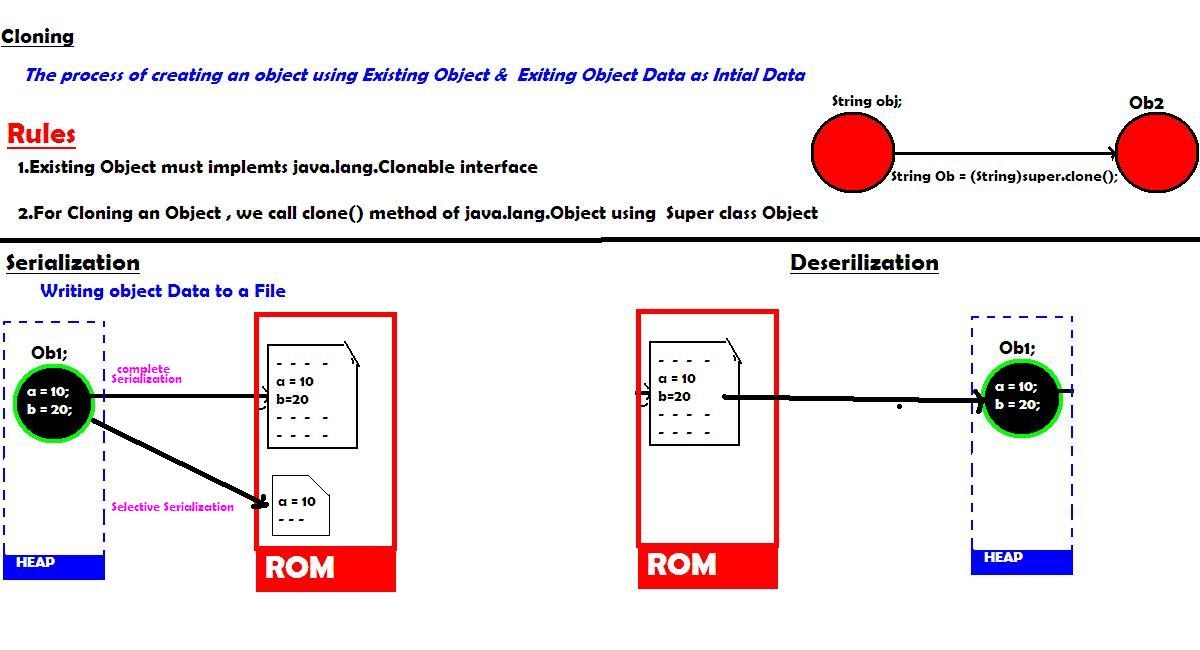 Cloning
The process of creating an object using Existing Object & Exiting Object Data as Intial Data
String obj;
Ob2
Rules
1.Existing Object must implemts java.lang.Clonable interface
String Ob = (String)super.clone();
2.For Cloning an Object , we call clone() method of java.lang.Object using Super class Object
Serialization
Writing object Data to a File
Ob1;
a = 10;
b = 20;
complete
Serialization
- - - -
a = 10
b=20
- - - -
- - - -
Selective Serialization
a = 10
- - -
HEAP
ROM
Deserilization
- - - -
a = 10
b=20
- - - -
- - - -
ROM
Ob1;
a = 10;
b = 20;
HEAP